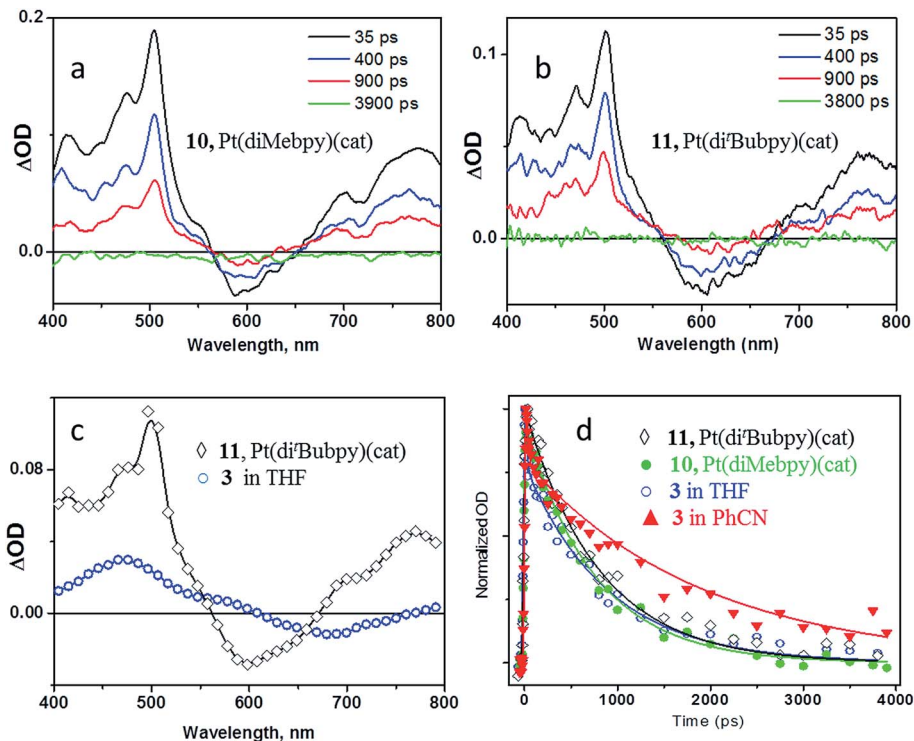 a
0.2
0.0
ΔOD
35 ps
400 ps
900 ps
3900 ps
10, Pt(diMebpy)(cat)
400 500 600 700 800
Wavelength, nm
b
0.1
0.0
ΔOD
35 ps
400 ps
900 ps
3800 ps
11, Pt(diᵗBubpy)(cat)
400 500 600 700 800
Wavelength (nm)
c
0.08
0.00
ΔOD
11, Pt(diᵗBubpy)(cat)
3 in THF
400 500 600 700 800
Wavelength, nm
d
Normalized OD
11, Pt(diᵗBubpy)(cat)
10, Pt(diMebpy)(cat)
3 in THF
3 in PhCN
0 1000 2000 3000 4000
Time (ps)